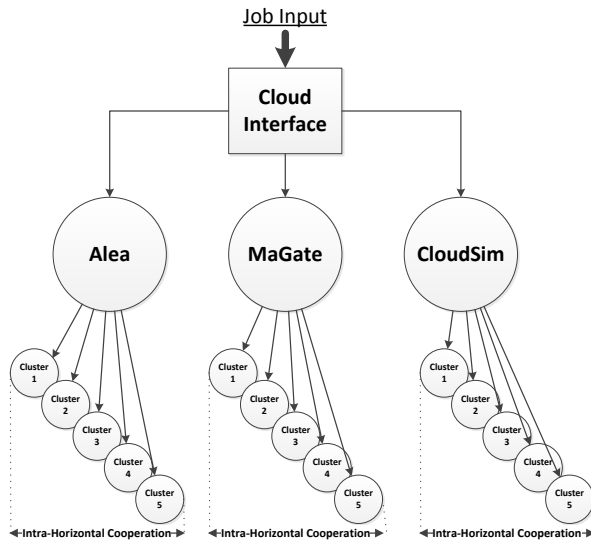 Job Input
Cloud
Interface
Alea
MaGate
CloudSim
Cluster
1
Cluster
2
Cluster
3
Cluster
4
Cluster
5
Cluster
1
Cluster
2
Cluster
3
Cluster
4
Cluster
5
Cluster
1
Cluster
2
Cluster
3
Cluster
4
Cluster
5
Intra-Horizontal Cooperation
Intra-Horizontal Cooperation
Intra-Horizontal Cooperation